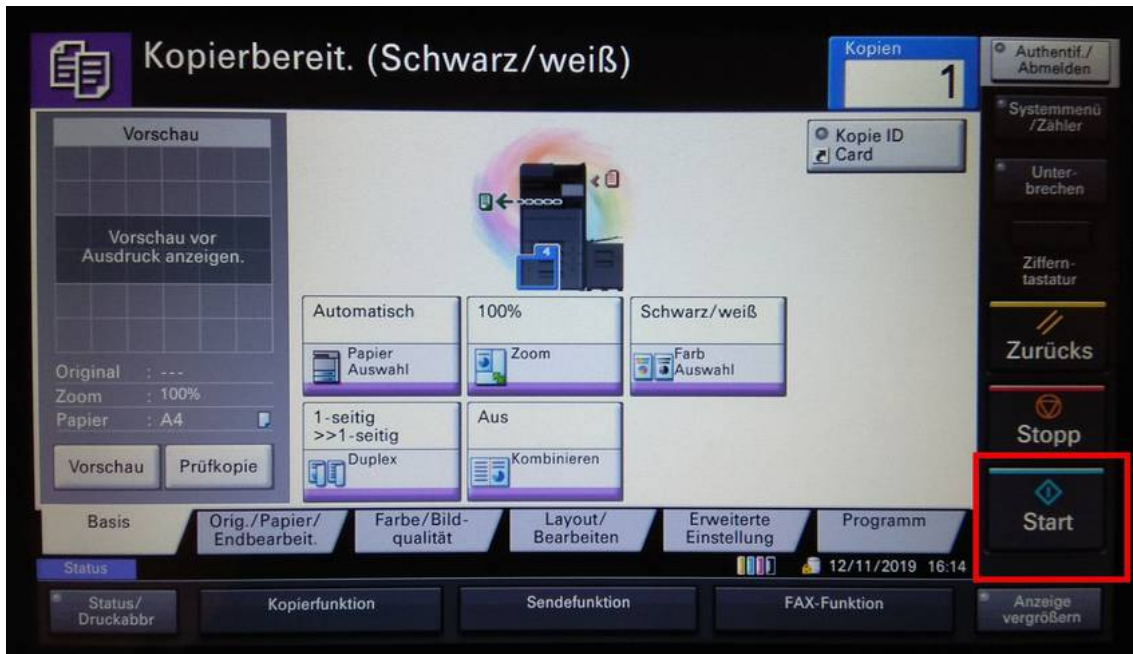 Kopierbereit. (Schwarz/weiß)
Kopien
1
Authentif./
Abmelden
Systemmenü
/Zähler
Unter-
brechen
Ziffern-
tastatur
Zurücks
Stopp
Start
Vorschau
Vorschau vor
Ausdruck anzeigen.
Original : ---
Zoom : 100%
Papier : A4
Vorschau
Prüfkopie
Kopie ID
Card
4
Automatisch
Papier
Auswahl
100%
Zoom
Schwarz/weiß
Farb
Auswahl
1-seitig
>>1-seitig
Duplex
Aus
Kombinieren
Basis
Orig./Papier/
Endbearbeit.
Farbe/Bild-
qualität
Layout/
Bearbeiten
Erweiterte
Einstellung
Programm
Status
12/11/2019 16:14
Status/
Druckabbr
Kopierfunktion
Sendefunktion
FAX-Funktion
Anzeige
vergrößern